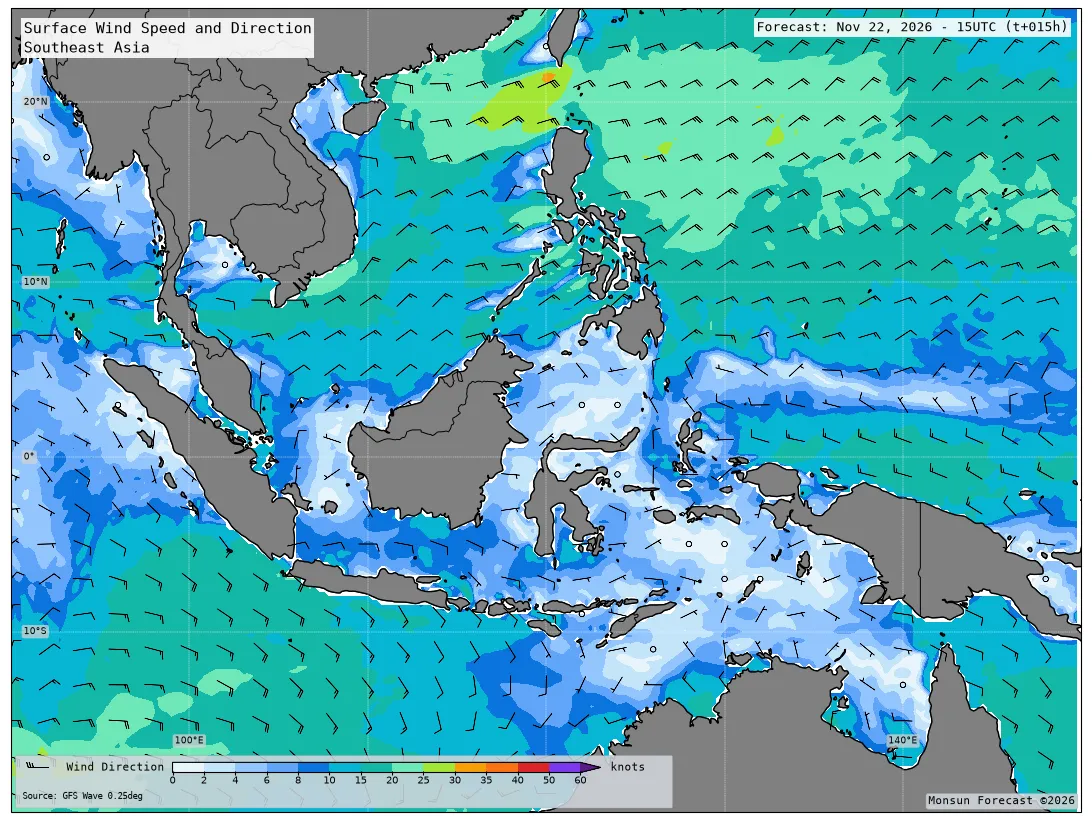 Surface Wind Speed and Direction
Southeast Asia
Forecast: Nov 22, 2026 - 15UTC (t+015h)
20°N
10°N
0°
10°S
100°E
140°E
Wind Direction
knots
0 2 4 6 8 10 15 20 25 30 35 40 50 60
Source: GFS Wave 0.25deg
Monsun Forecast ©2026